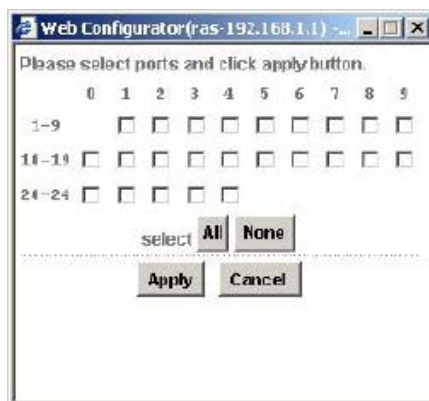 Web Configurator(ras-192.168.1.1) -...
Please select ports and click apply button.
0 1 2 3 4 5 6 7 8 9
1-9
10-19
20-24
select All None
Apply Cancel